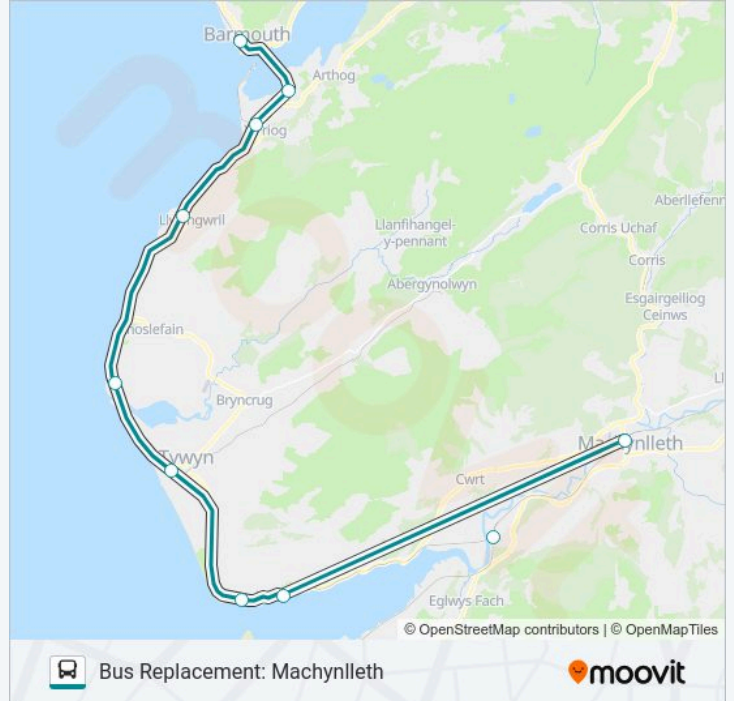 Barmouth
Arthog
Llanfihangel-
y-pennant
Aberllefenn
Corris Uchaf
Corris
Abergynolwyn
Esgairgeiliog
Ceinws
Bryncrug
Tywyn
Cwrt
Eglwys Fach
© OpenStreetMap contributors | © OpenMapTiles
Bus Replacement: Machynlleth
moovit